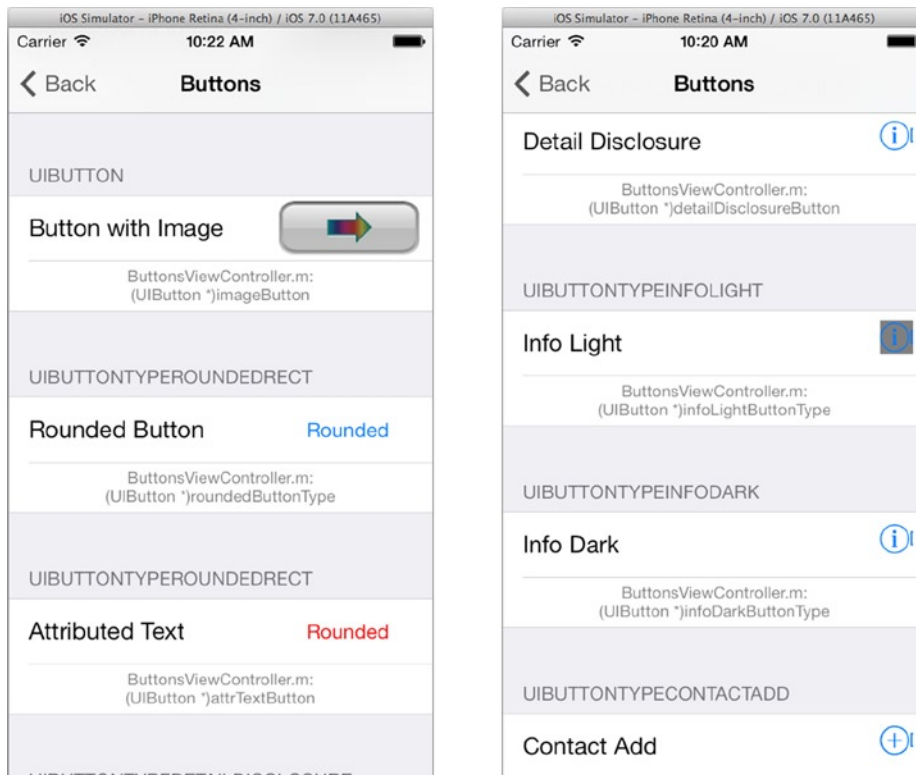 iOS Simulator – iPhone Retina (4-inch) / iOS 7.0 (11A465)
Carrier 10:22 AM
Back Buttons
UIBUTTON
Button with Image
ButtonsViewController.m:
(UIButton *)imageButton
UIBUTTONTYPEROUNDEDRECT
Rounded Button Rounded
ButtonsViewController.m:
(UIButton *)roundedButtonType
UIBUTTONTYPEROUNDEDRECT
Attributed Text Rounded
ButtonsViewController.m:
(UIButton *)attrTextButton
UIBUTTONTYPEDETAILDISCLOSURE
iOS Simulator – iPhone Retina (4-inch) / iOS 7.0 (11A465)
Carrier 10:20 AM
Back Buttons
Detail Disclosure
ButtonsViewController.m:
(UIButton *)detailDisclosureButton
UIBUTTONTYPEINFOLIGHT
Info Light
ButtonsViewController.m:
(UIButton *)infoLightButtonType
UIBUTTONTYPEINFODARK
Info Dark
ButtonsViewController.m:
(UIButton *)infoDarkButtonType
UIBUTTONTYPECONTACTADD
Contact Add